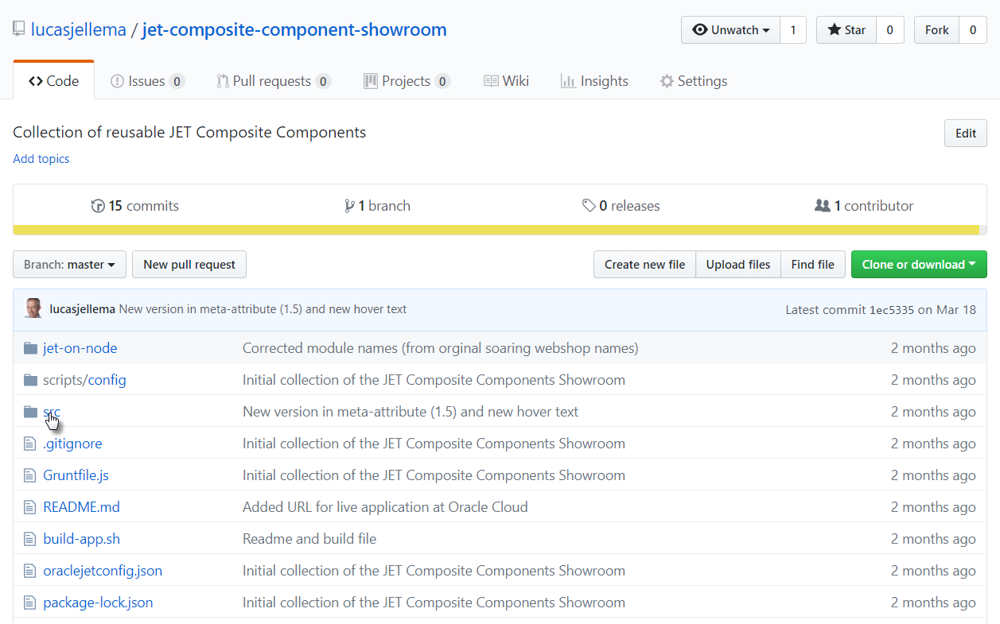 lucasjellema / jet-composite-component-showroom Unwatch 1 Star 0 Fork 0
Code Issues 0 Pull requests 0 Projects 0 Wiki Insights Settings
Collection of reusable JET Composite Components Edit
Add topics
15 commits 1 branch 0 releases 1 contributor
Branch: master New pull request Create new file Upload files Find file Clone or download
lucasjellema New version in meta-attribute (1.5) and new hover text Latest commit 1ec5335 on Mar 18
jet-on-node Corrected module names (from orginal soaring webshop names) 2 months ago
scripts/config Initial collection of the JET Composite Components Showroom 2 months ago
src New version in meta-attribute (1.5) and new hover text 2 months ago
.gitignore Initial collection of the JET Composite Components Showroom 2 months ago
Gruntfile.js Initial collection of the JET Composite Components Showroom 2 months ago
README.md Added URL for live application at Oracle Cloud 2 months ago
build-app.sh Readme and build file 2 months ago
oraclejetconfig.json Initial collection of the JET Composite Components Showroom 2 months ago
package-lock.json Initial collection of the JET Composite Components Showroom 2 months ago